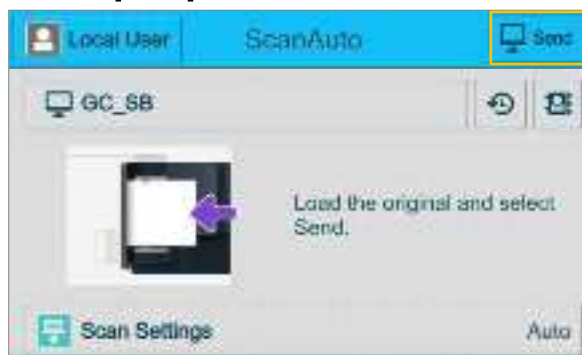 Local User
ScanAuto
Send
GC_SB
Load the original and select
Send.
Scan Settings
Auto